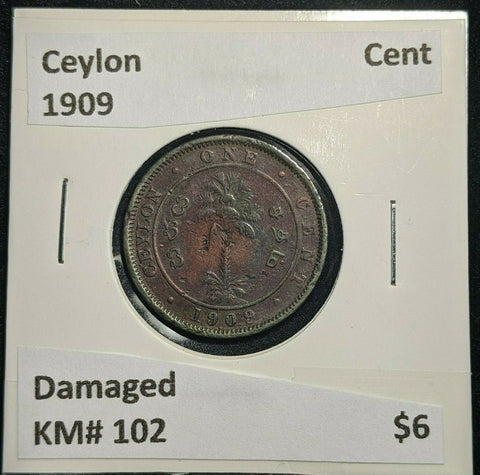 Ceylon Cent
1909
CEYLON · ONE · CENT
· 1909 ·
Damaged
KM# 102 $6